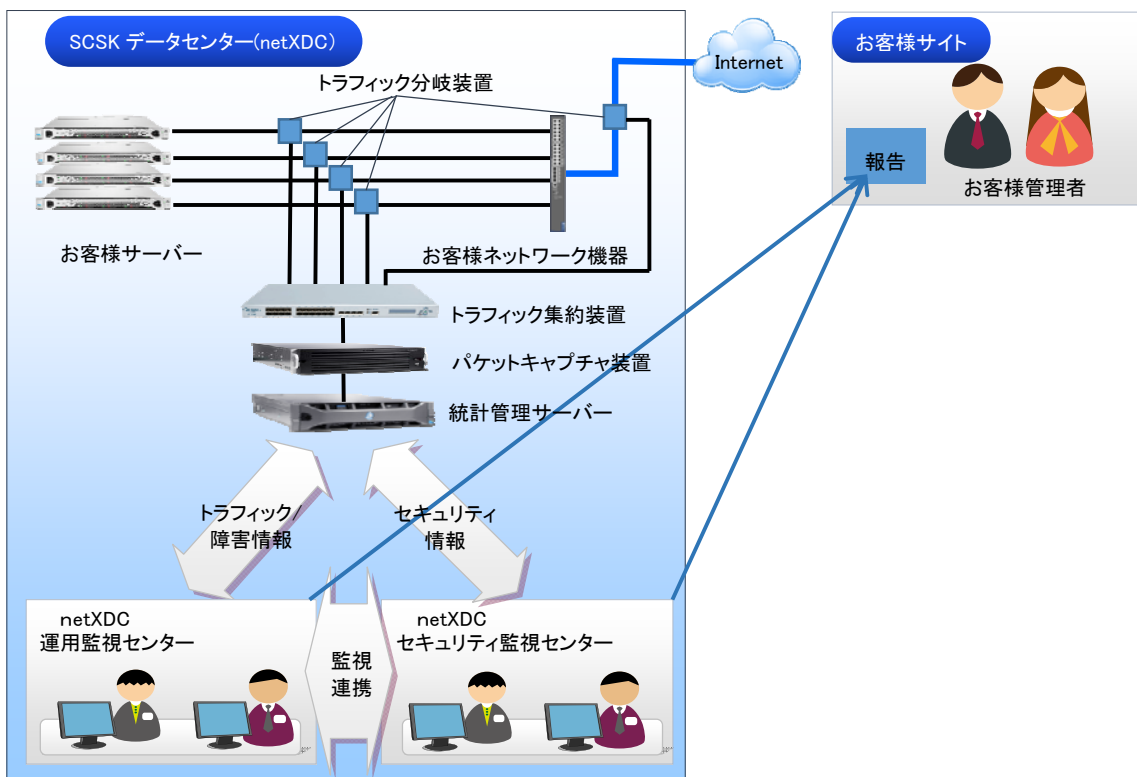 SCSK データセンター(netXDC)
お客様サイト
Internet
トラフィック分岐装置
報告
お客様管理者
お客様サーバー
お客様ネットワーク機器
トラフィック集約装置
パケットキャプチャ装置
統計管理サーバー
トラフィック/
障害情報
セキュリティ
情報
netXDC
運用監視センター
監視
連携
netXDC
セキュリティ監視センター